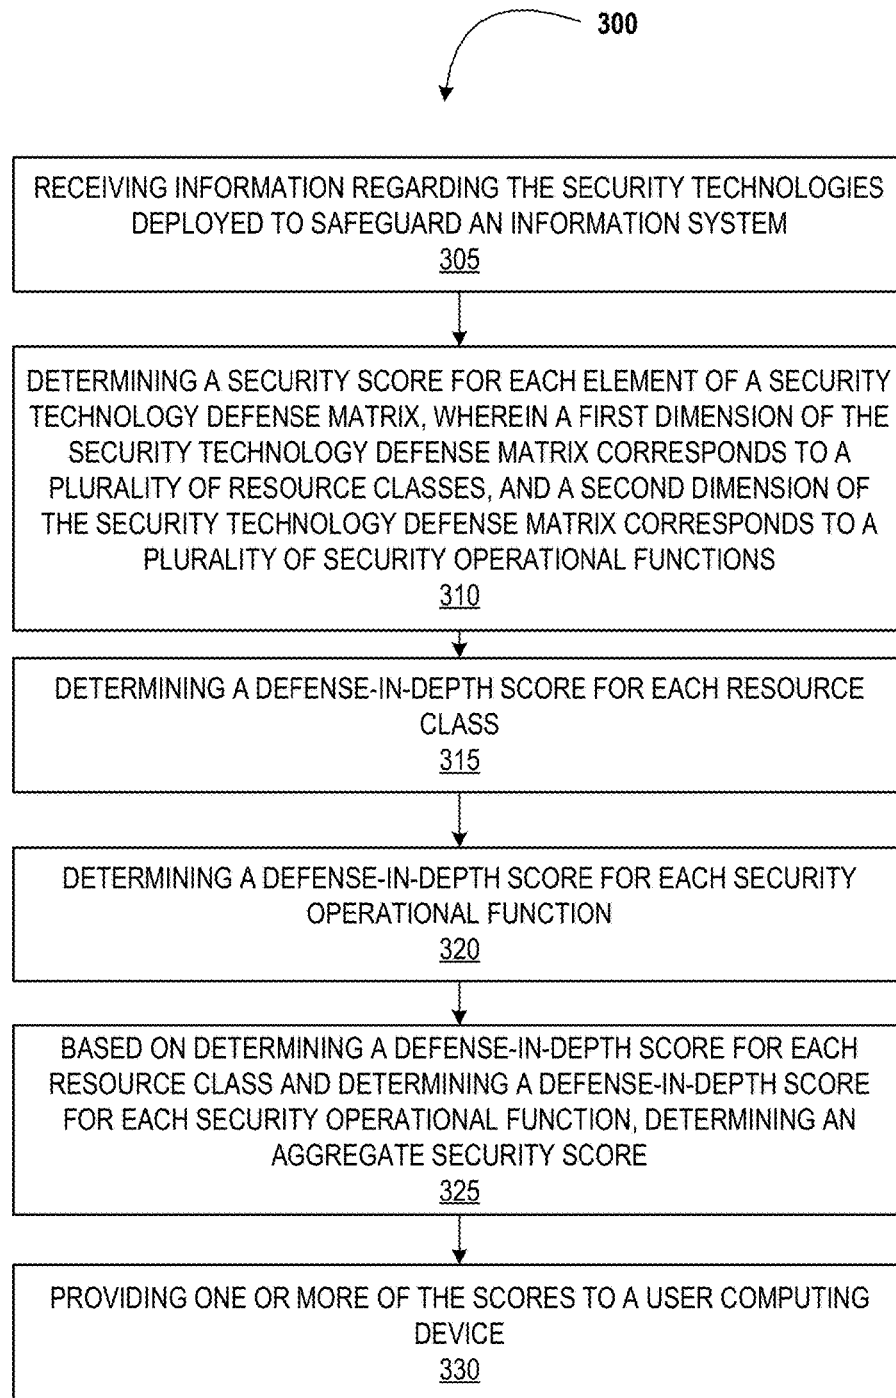 300
RECEIVING INFORMATION REGARDING THE SECURITY TECHNOLOGIES
DEPLOYED TO SAFEGUARD AN INFORMATION SYSTEM
305
DETERMINING A SECURITY SCORE FOR EACH ELEMENT OF A SECURITY
TECHNOLOGY DEFENSE MATRIX, WHEREIN A FIRST DIMENSION OF THE
SECURITY TECHNOLOGY DEFENSE MATRIX CORRESPONDS TO A
PLURALITY OF RESOURCE CLASSES, AND A SECOND DIMENSION OF
THE SECURITY TECHNOLOGY DEFENSE MATRIX CORRESPONDS TO A
PLURALITY OF SECURITY OPERATIONAL FUNCTIONS
310
DETERMINING A DEFENSE-IN-DEPTH SCORE FOR EACH RESOURCE
CLASS
315
DETERMINING A DEFENSE-IN-DEPTH SCORE FOR EACH SECURITY
OPERATIONAL FUNCTION
320
BASED ON DETERMINING A DEFENSE-IN-DEPTH SCORE FOR EACH
RESOURCE CLASS AND DETERMINING A DEFENSE-IN-DEPTH SCORE
FOR EACH SECURITY OPERATIONAL FUNCTION, DETERMINING AN
AGGREGATE SECURITY SCORE
325
PROVIDING ONE OR MORE OF THE SCORES TO A USER COMPUTING
DEVICE
330